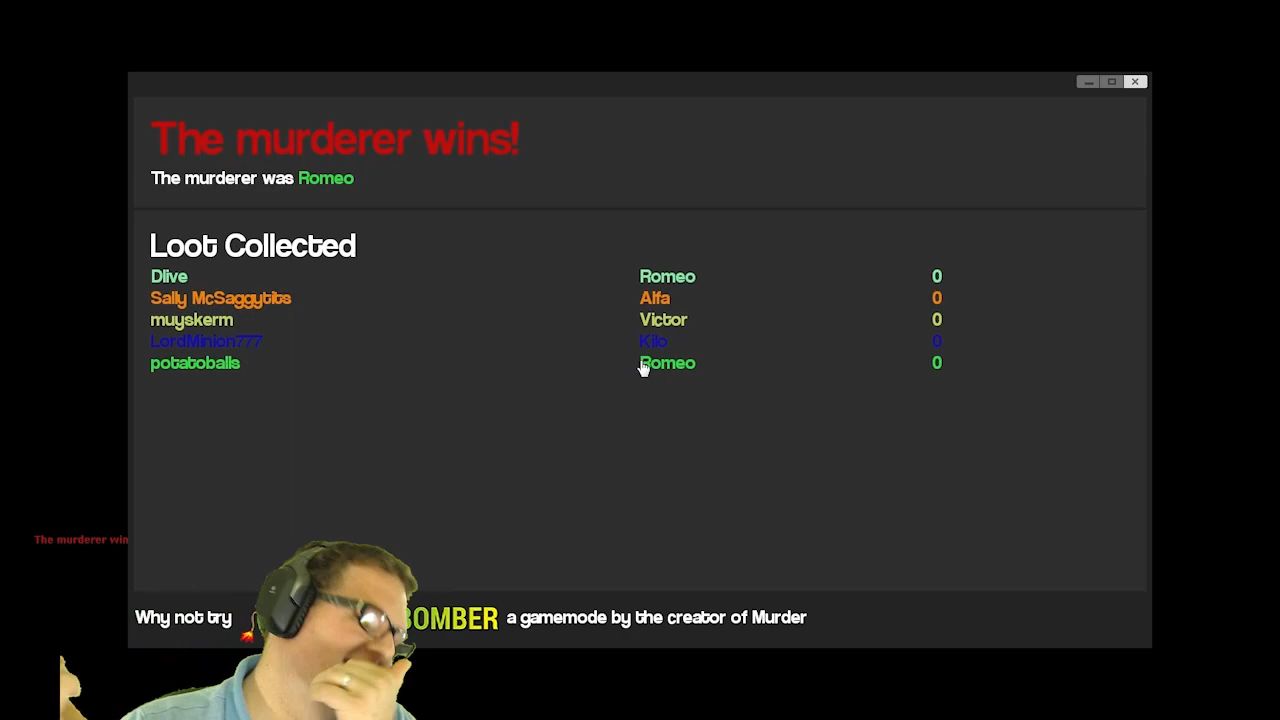 The murderer wins!
The murderer was Romeo
Loot Collected
Dlive Romeo 0
Sally McSaggytits Alfa 0
muyskerm Victor 0
LordMinion777 Kilo 0
potatoballs Romeo 0
The murderer win
Why not try BOMBER a gamemode by the creator of Murder